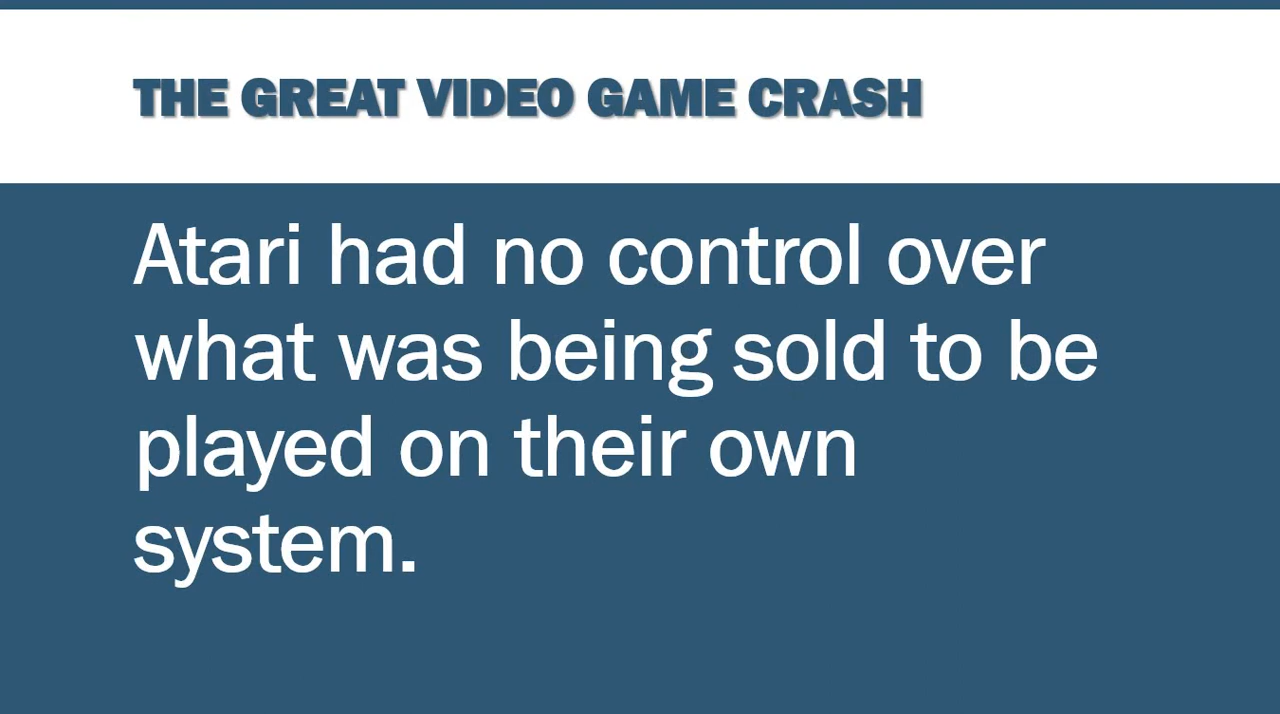 THE GREAT VIDEO GAME CRASH
Atari had no control over
what was being sold to be
played on their own
system.